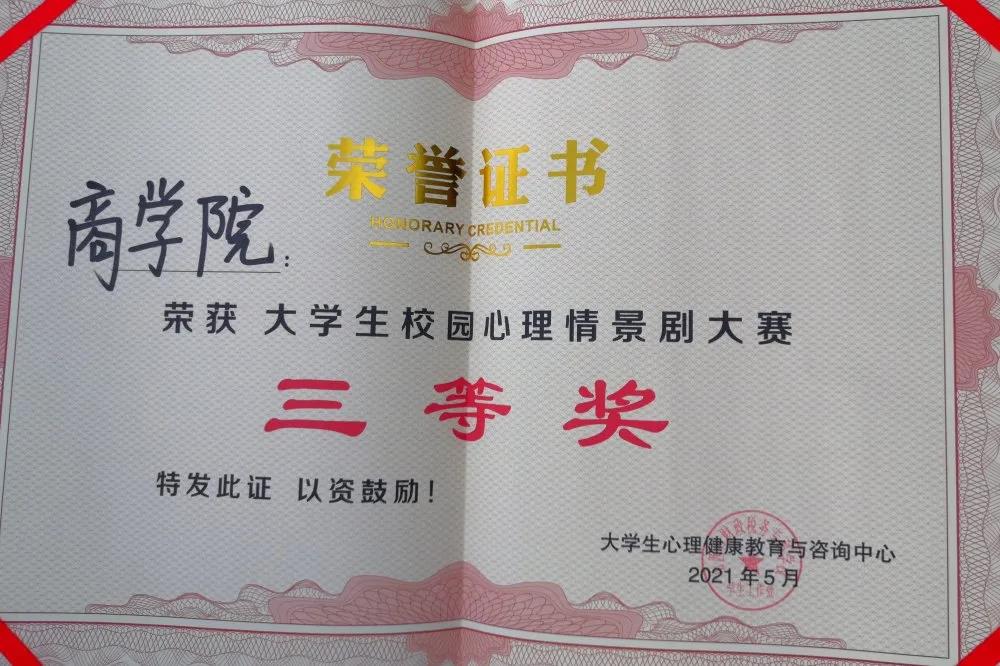 荣誉证书
HONORARY CREDENTIAL
商学院：
荣获 大学生校园心理情景剧大赛
三等奖
特发此证 以资鼓励！
大学生心理健康教育与咨询中心
2021年5月